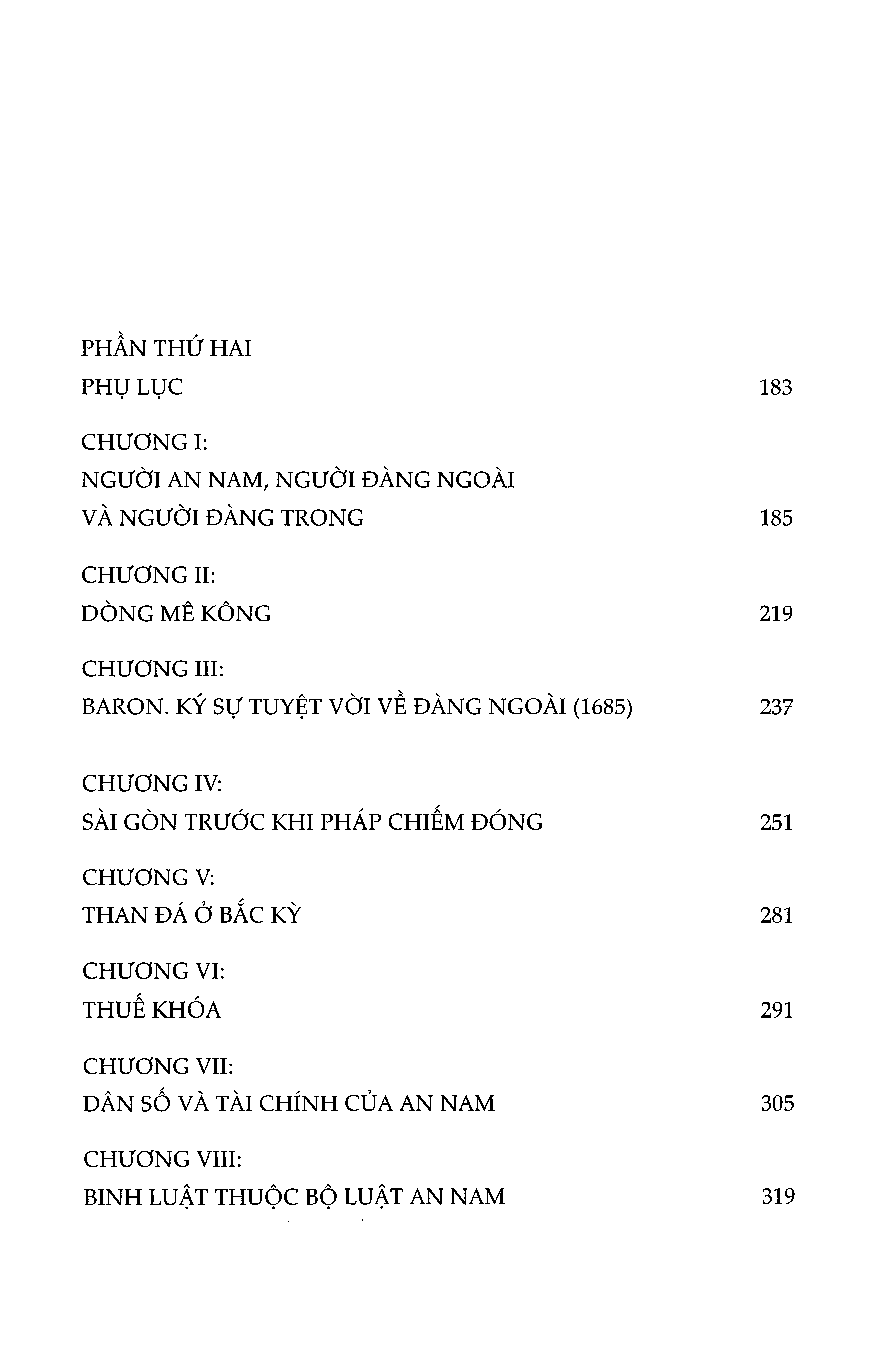 PHẦN THỨ HAI
PHỤ LỤC 183
CHƯƠNG I:
NGƯỜI AN NAM, NGƯỜI ĐÀNG NGOÀI
VÀ NGƯỜI ĐÀNG TRONG 185
CHƯƠNG II:
DÒNG MÊ KÔNG 219
CHƯƠNG III:
BARON. KÝ SỰ TUYỆT VỜI VỀ ĐÀNG NGOÀI (1685) 237
CHƯƠNG IV:
SÀI GÒN TRƯỚC KHI PHÁP CHIẾM ĐÓNG 251
CHƯƠNG V:
THAN ĐÁ Ở BẮC KỲ 281
CHƯƠNG VI:
THUẾ KHÓA 291
CHƯƠNG VII:
DÂN SỐ VÀ TÀI CHÍNH CỦA AN NAM 305
CHƯƠNG VIII:
BINH LUẬT THUỘC BỘ LUẬT AN NAM 319